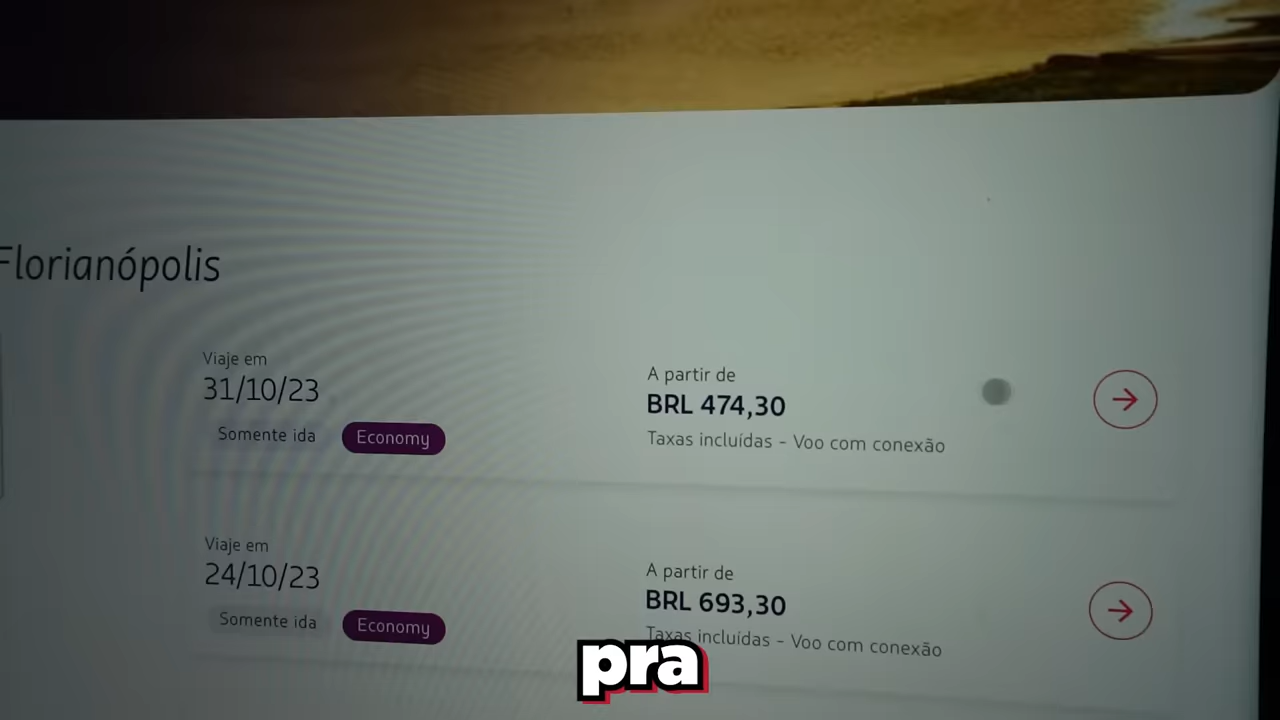 Florianópolis
Viaje em
31/10/23
Somente ida
Economy
A partir de
BRL 474,30
Taxas incluídas - Voo com conexão
Viaje em
24/10/23
Somente ida
Economy
A partir de
BRL 693,30
Taxas incluídas - Voo com conexão
pra